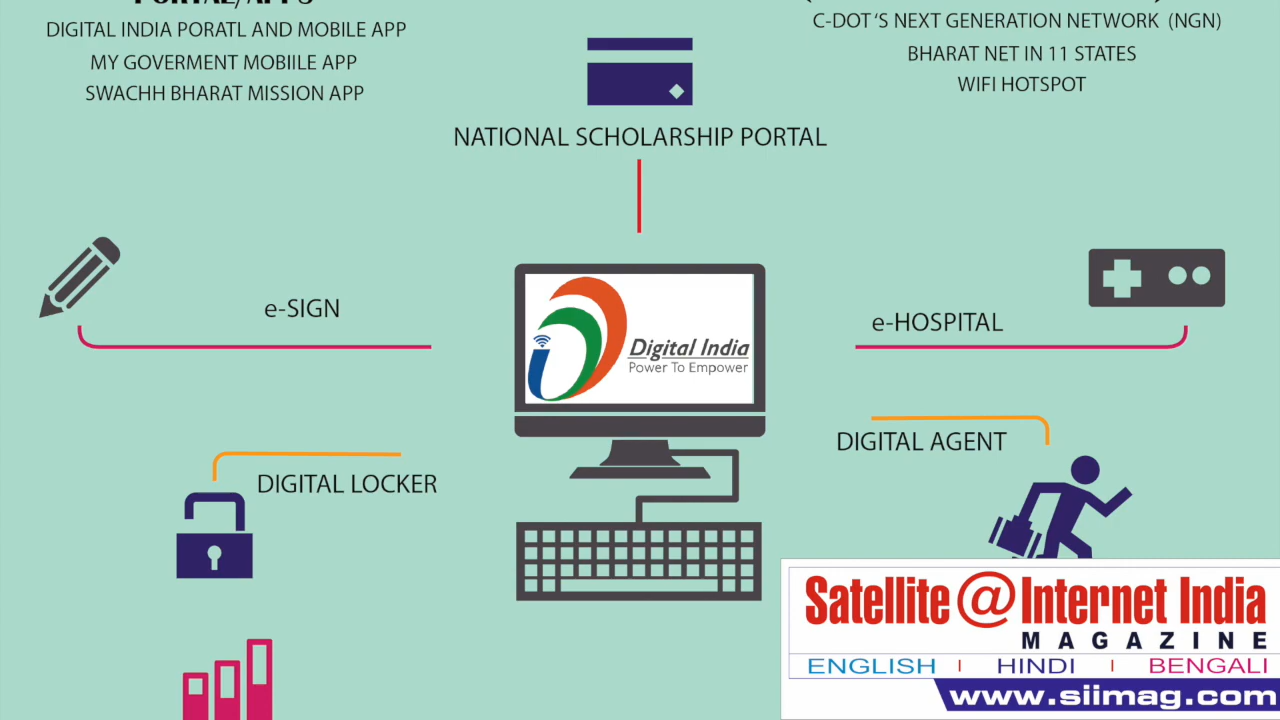 PORTAL/APPS
DIGITAL INDIA PORATL AND MOBILE APP
MY GOVERMENT MOBIILE APP
SWACHH BHARAT MISSION APP
C-DOT'S NEXT GENERATION NETWORK (NGN)
BHARAT NET IN 11 STATES
WIFI HOTSPOT
NATIONAL SCHOLARSHIP PORTAL
e-SIGN
e-HOSPITAL
Digital India
Power To Empower
DIGITAL LOCKER
DIGITAL AGENT
Satellite @ Internet India
MAGAZINE
ENGLISH | HINDI | BENGALI
www.siimag.com